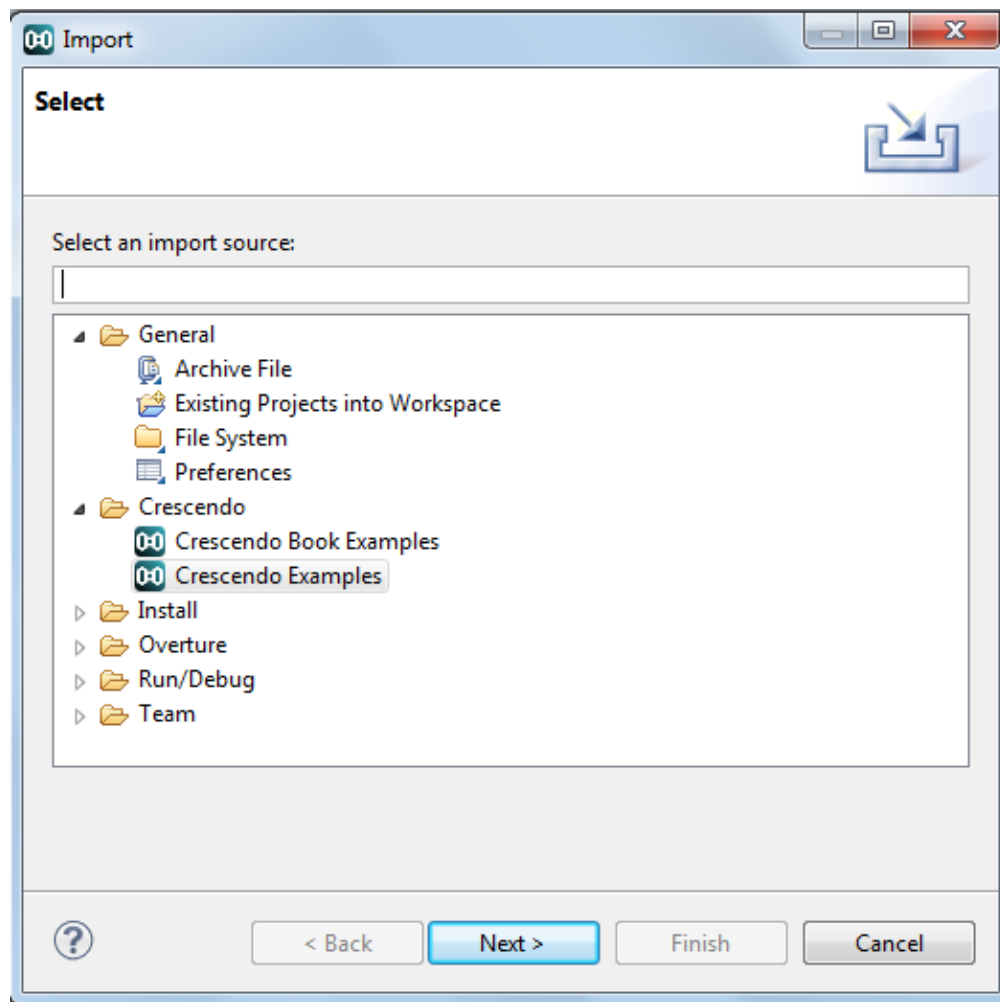 Import
Select
Select an import source:
General
Archive File
Existing Projects into Workspace
File System
Preferences
Crescendo
Crescendo Book Examples
Crescendo Examples
Install
Overture
Run/Debug
Team
? < Back Next > Finish Cancel